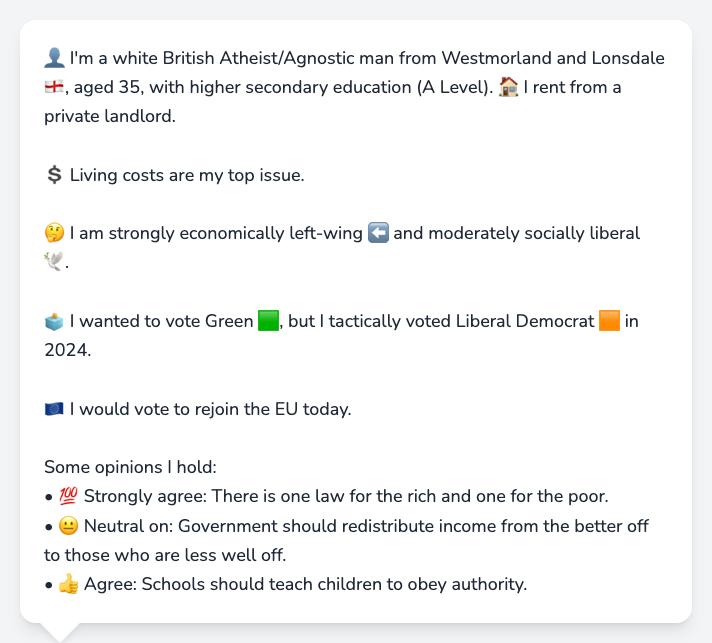 👤 I'm a white British Atheist/Agnostic man from Westmorland and Lonsdale
🏴󠁧󠁢󠁥󠁮󠁧󠁿, aged 35, with higher secondary education (A Level). 🏠 I rent from a
private landlord.
💲 Living costs are my top issue.
🤔 I am strongly economically left-wing ⬅️ and moderately socially liberal
🕊️.
🗳️ I wanted to vote Green 🟩, but I tactically voted Liberal Democrat 🟧 in
2024.
🇪🇺 I would vote to rejoin the EU today.
Some opinions I hold:
• 💯 Strongly agree: There is one law for the rich and one for the poor.
• 😐 Neutral on: Government should redistribute income from the better off
to those who are less well off.
• 👍 Agree: Schools should teach children to obey authority.